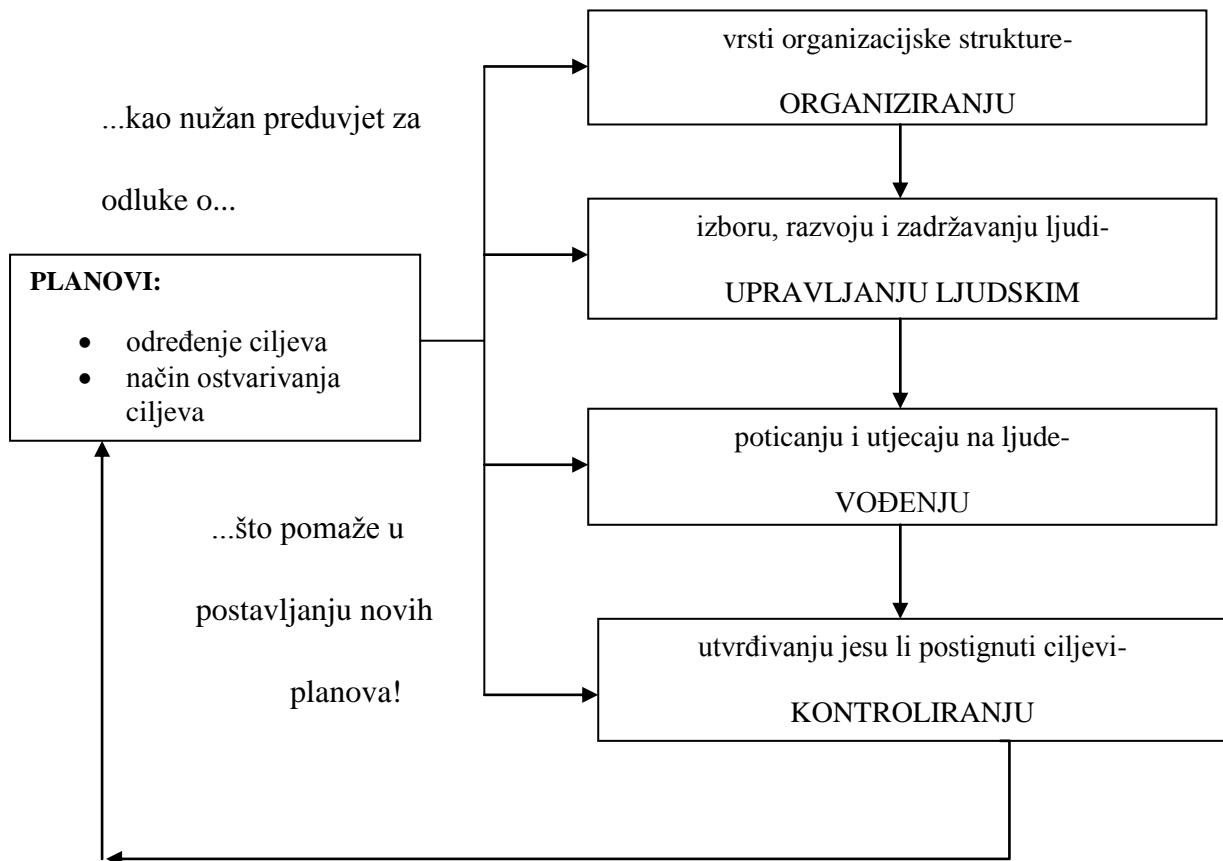 ...kao nužan preduvjet za
odluke o...
PLANOVI:
• određenje ciljeva
• način ostvarivanja
ciljeva
...što pomaže u
postavljanju novih
planova!
vrsti organizacijske strukture-
ORGANIZIRANJU
izboru, razvoju i zadržavanju ljudi-
UPRAVLJANJU LJUDSKIM
poticanju i utjecaju na ljude-
VOĐENJU
utvrđivanju jesu li postignuti ciljevi-
KONTROLIRANJU